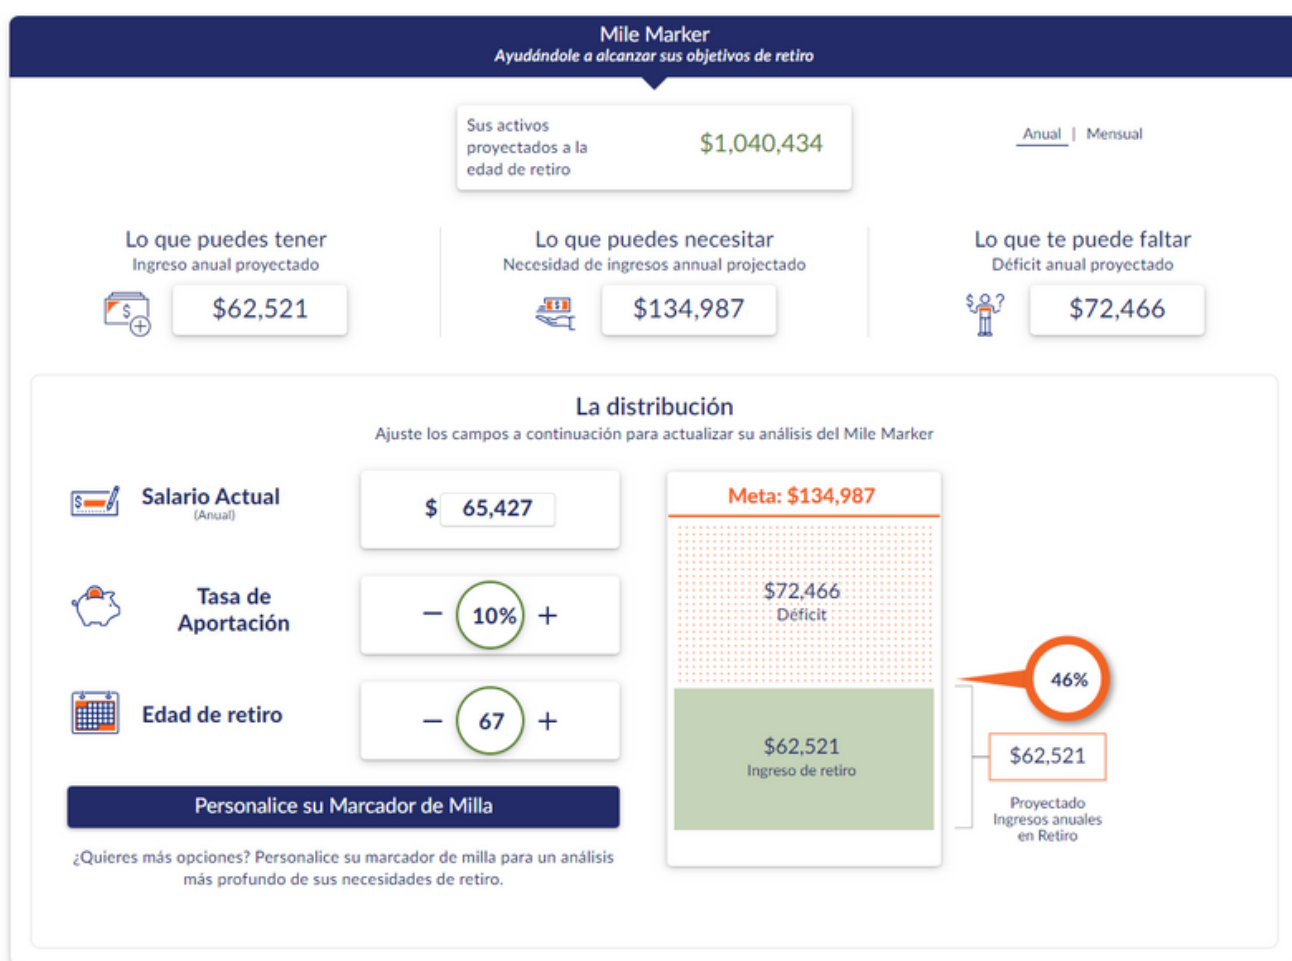 Mile Marker
Ayudándole a alcanzar sus objetivos de retiro
Sus activos
proyectados a la
edad de retiro
$1,040,434
Anual | Mensual
Lo que puedes tener
Ingreso anual proyectado
$
$62,521
Lo que puedes necesitar
Necesidad de ingresos annual projectado
$
$134,987
Lo que te puede faltar
Déficit anual proyectado
$ ?
$72,466
La distribución
Ajuste los campos a continuación para actualizar su análisis del Mile Marker
$
Salario Actual
(Anual)
$ 65,427
Tasa de
Aportación
− 10% +
Edad de retiro
− 67 +
Personalice su Marcador de Milla
¿Quieres más opciones? Personalice su marcador de milla para un análisis
más profundo de sus necesidades de retiro.
Meta: $134,987
$72,466
Déficit
$62,521
Ingreso de retiro
46%
$62,521
Proyectado
Ingresos anuales
en Retiro